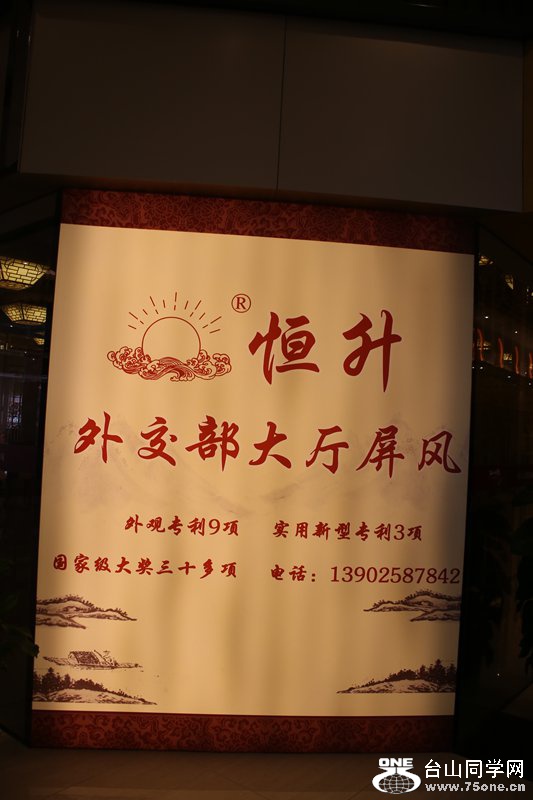 ®
恒升
外交部大厅屏风
外观专利9项 实用新型专利3项
国家级大奖三十多项 电话：13902587842
ONE 台山同学网
www.75one.cn